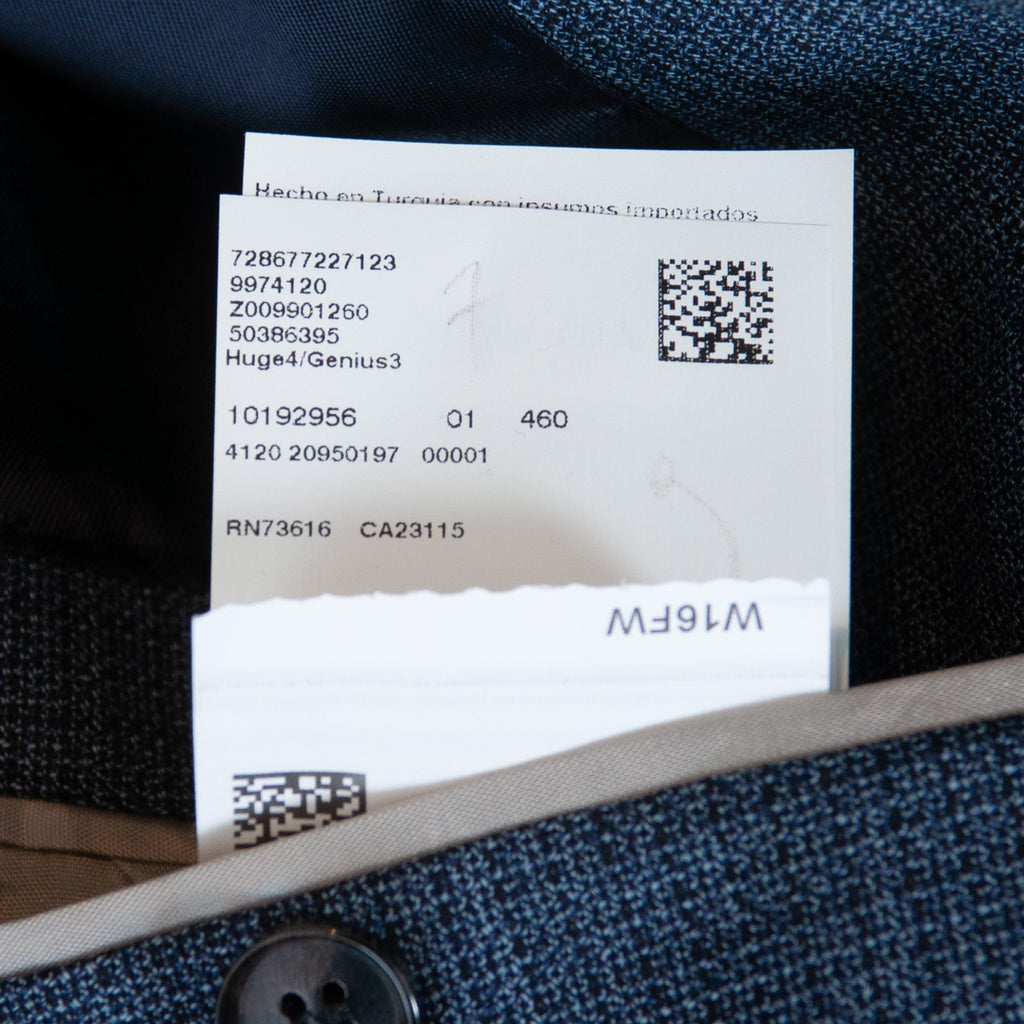 Hecho en Turquia con insumos importados
728677227123
9974120
Z009901260
50386395
Huge4/Genius3
10192956 01 460
4120 20950197 00001
RN73616 CA23115
W16FW